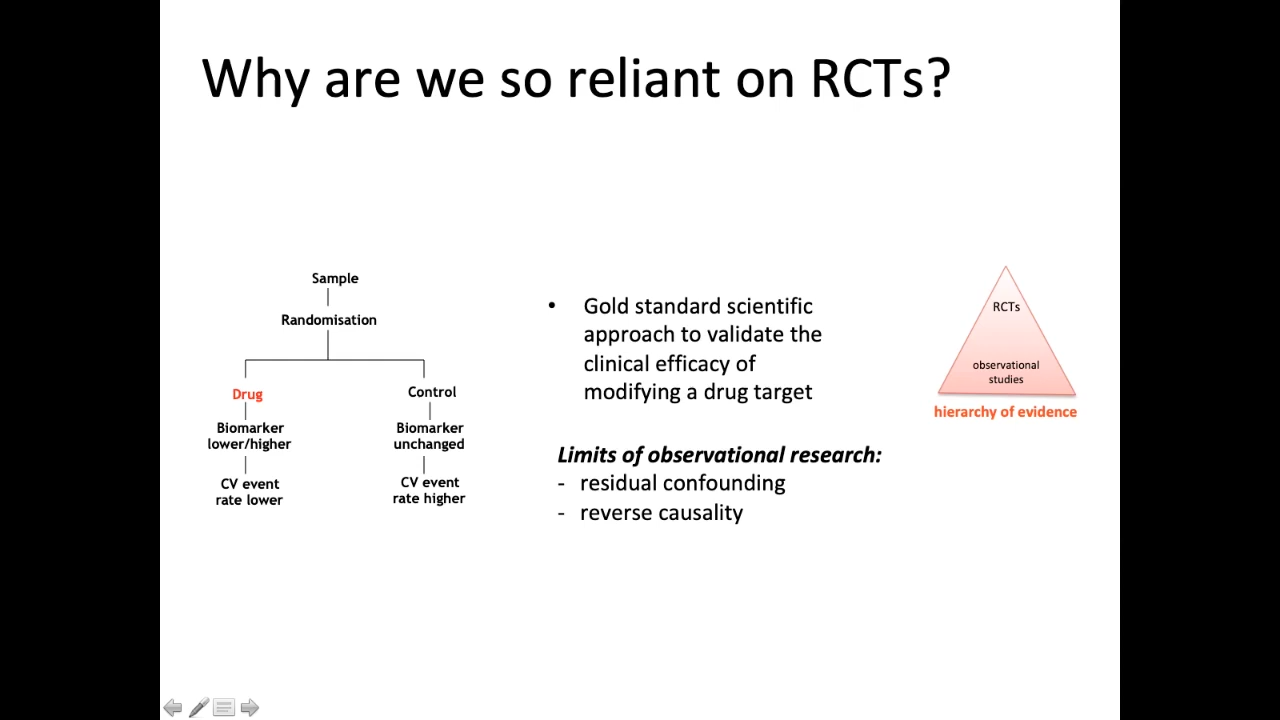 Why are we so reliant on RCTs?
Sample
Randomisation
Drug
Control
Biomarker
lower/higher
Biomarker
unchanged
CV event
rate lower
CV event
rate higher
• Gold standard scientific
approach to validate the
clinical efficacy of
modifying a drug target
Limits of observational research:
- residual confounding
- reverse causality
RCTs
observational
studies
hierarchy of evidence